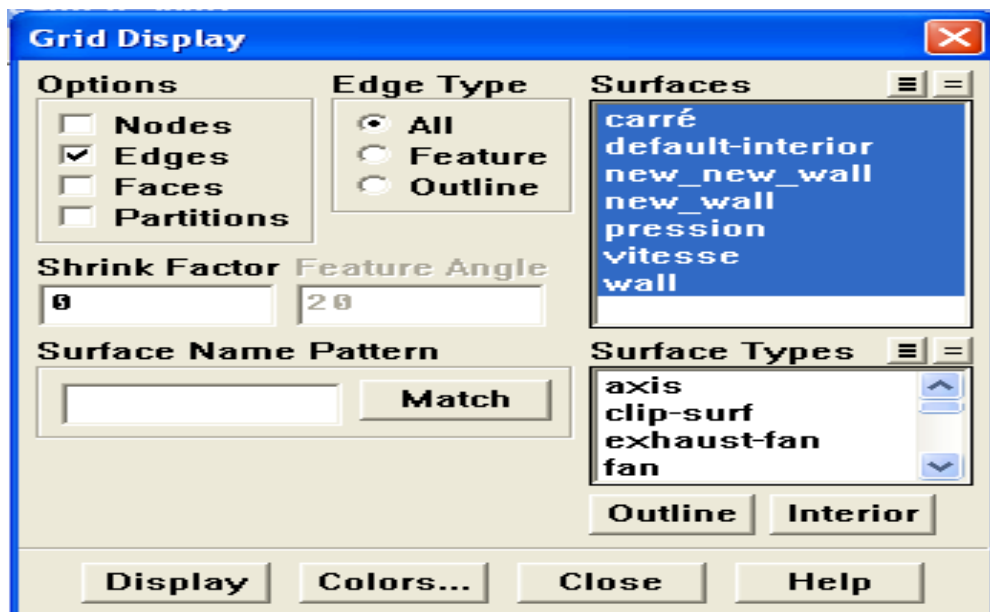 Grid Display
Options
Nodes
Edges
Faces
Partitions
Edge Type
All
Feature
Outline
Surfaces
carré
default-interior
new_new_wall
new_wall
pression
vitesse
wall
Shrink Factor
0
Feature Angle
20
Surface Name Pattern
Match
Surface Types
axis
clip-surf
exhaust-fan
fan
Outline
Interior
Display
Colors...
Close
Help